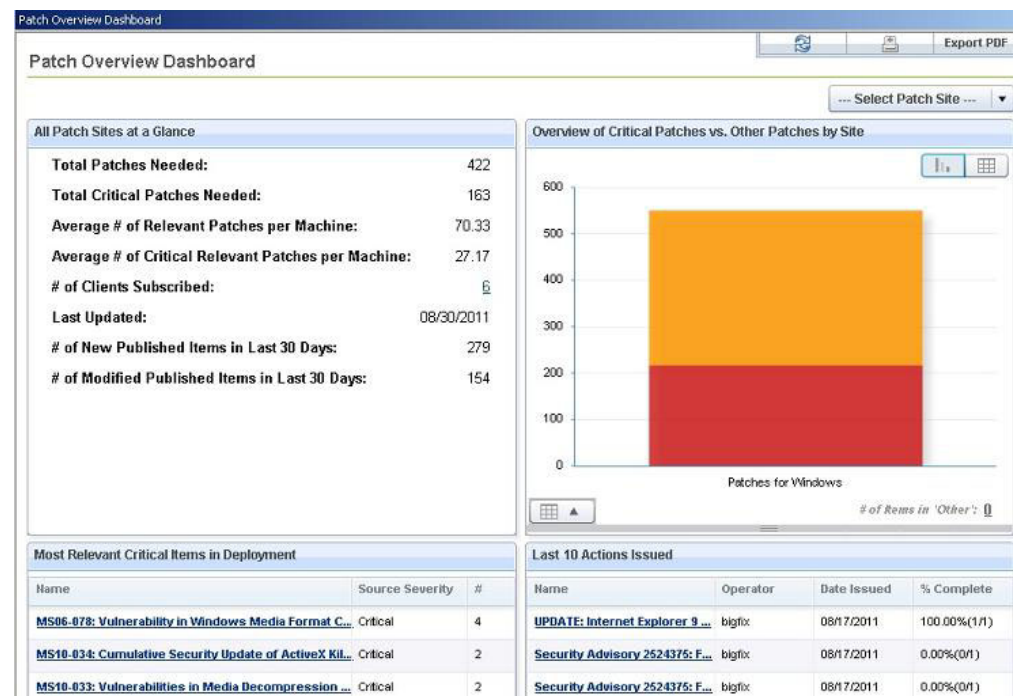 Patch Overview Dashboard
Export PDF
Patch Overview Dashboard
--- Select Patch Site ---
All Patch Sites at a Glance
Total Patches Needed: 422
Total Critical Patches Needed: 163
Average # of Relevant Patches per Machine: 70.33
Average # of Critical Relevant Patches per Machine: 27.17
# of Clients Subscribed: 6
Last Updated: 08/30/2011
# of New Published Items in Last 30 Days: 279
# of Modified Published Items in Last 30 Days: 154
Overview of Critical Patches vs. Other Patches by Site
600
500
400
300
200
100
0
Patches for Windows
# of Items in 'Other': 0
Most Relevant Critical Items in Deployment
Name Source Severity #
MS06-078: Vulnerability in Windows Media Format C... Critical 4
MS10-034: Cumulative Security Update of ActiveX Kil... Critical 2
MS10-033: Vulnerabilities in Media Decompression ... Critical 2
Last 10 Actions Issued
Name Operator Date Issued % Complete
UPDATE: Internet Explorer 9 ... bigfix 08/17/2011 100.00%(1/1)
Security Advisory 2524375: F... bigfix 08/17/2011 0.00%(0/1)
Security Advisory 2524375: F... bigfix 08/17/2011 0.00%(0/1)